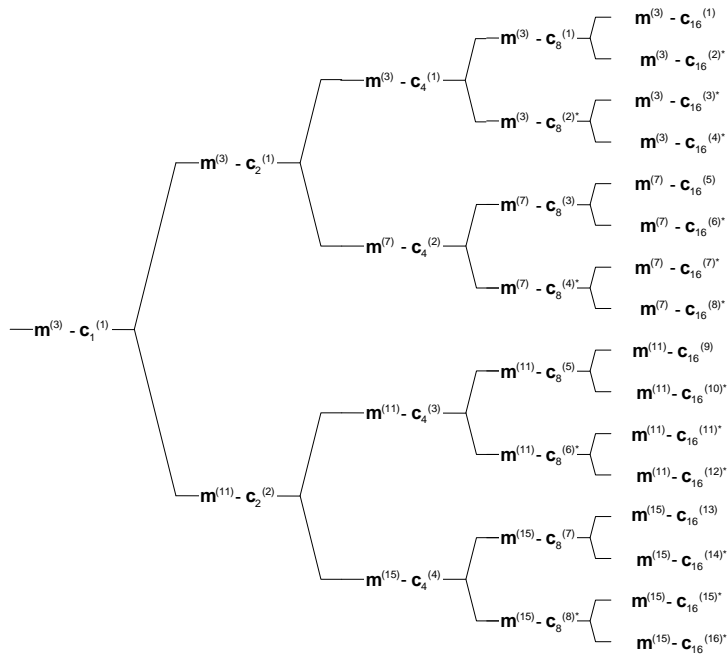 m(3) - c16(1)
m(3) - c8(1)
m(3) - c16(2)*
m(3) - c4(1)
m(3) - c16(3)*
m(3) - c8(2)*
m(3) - c16(4)*
m(3) - c2(1)
m(7) - c16(5)
m(7) - c8(3)
m(7) - c16(6)*
m(7) - c4(2)
m(7) - c16(7)*
m(7) - c8(4)*
m(7) - c16(8)*
m(3) - c1(1)
m(11) - c16(9)
m(11) - c8(5)
m(11) - c16(10)*
m(11) - c4(3)
m(11) - c16(11)*
m(11) - c8(6)*
m(11) - c16(12)*
m(11) - c2(2)
m(15) - c16(13)
m(15) - c8(7)
m(15) - c16(14)*
m(15) - c4(4)
m(15) - c16(15)*
m(15) - c8(8)*
m(15) - c16(16)*